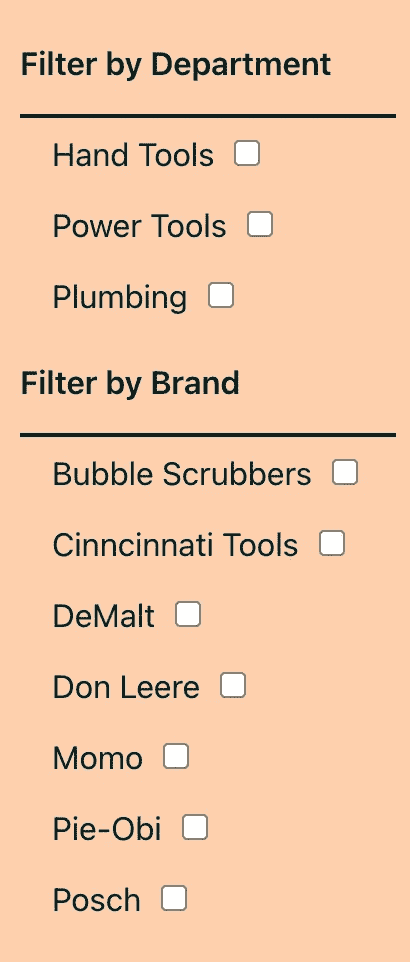 Filter by Department
Hand Tools
Power Tools
Plumbing
Filter by Brand
Bubble Scrubbers
Cinncinnati Tools
DeMalt
Don Leere
Momo
Pie-Obi
Posch